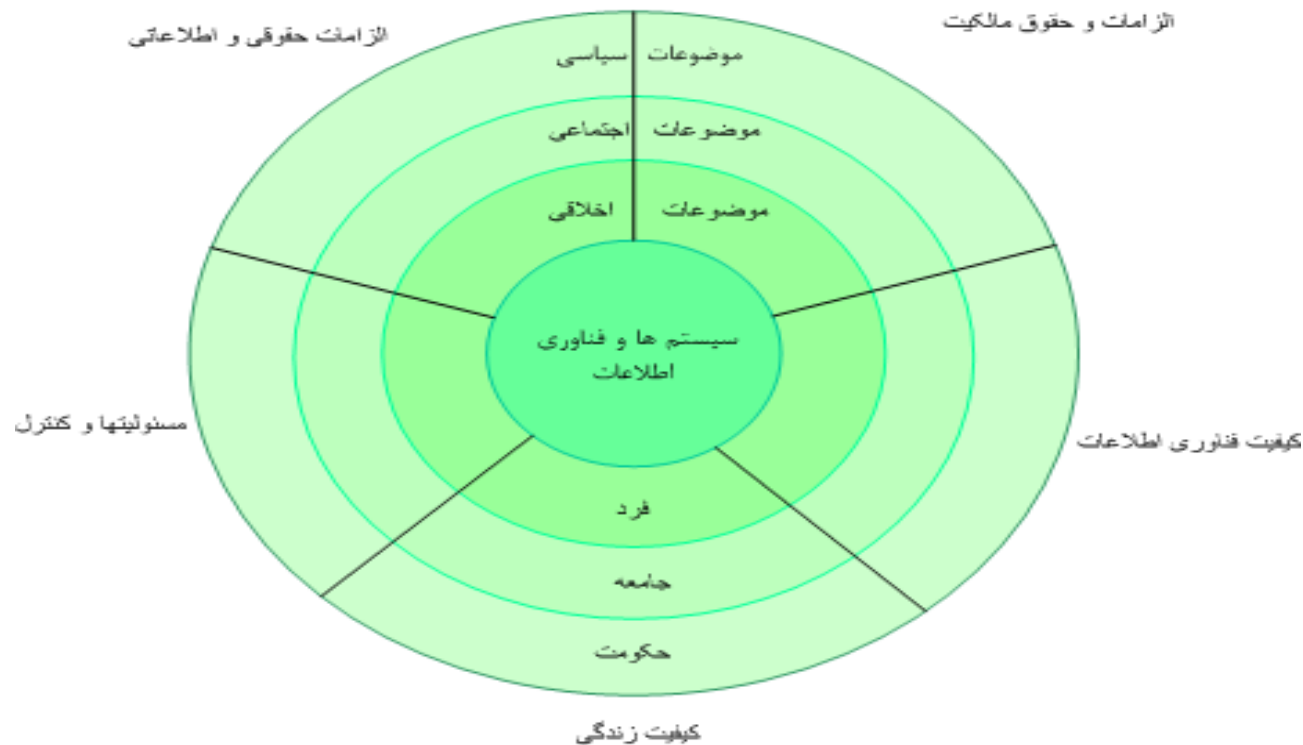 الزامات و حقوق مالکیت
الزامات حقوقی و اطلاعاتی
موضوعات سیاسی
موضوعات اجتماعی
موضوعات اخلاقی
سیستم ها و فناوری
اطلاعات
مسئولیتها و کنترل
کیفیت فناوری اطلاعات
فرد
جامعه
حکومت
کیفیت زندگی